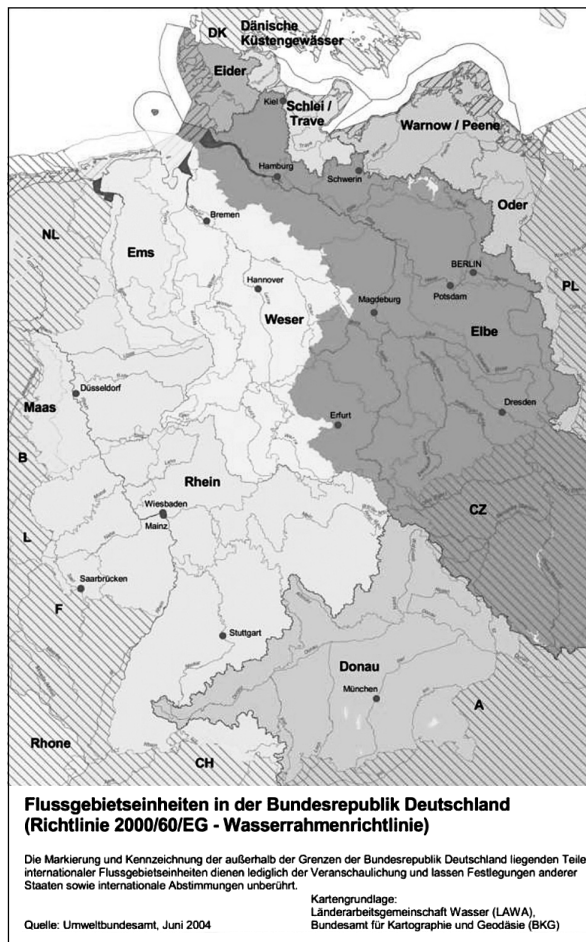 DK
Dänische
Küstengewässer
Eider
Kiel
Schlei /
Trave
Warnow / Peene
Hamburg
Schwerin
Oder
Bremen
NL
Ems
BERLIN
Hannover
Potsdam
PL
Weser
Magdeburg
Elbe
Düsseldorf
Maas
Dresden
Erfurt
B
Rhein
Wiesbaden
CZ
Mainz
L
Saarbrücken
F
Stuttgart
Donau
München
A
Rhone
CH
Flussgebietseinheiten in der Bundesrepublik Deutschland
(Richtlinie 2000/60/EG - Wasserrahmenrichtlinie)
Die Markierung und Kennzeichnung der außerhalb der Grenzen der Bundesrepublik Deutschland liegenden Teile
internationaler Flussgebietseinheiten dienen lediglich der Veranschaulichung und lassen Festlegungen anderer
Staaten sowie internationale Abstimmungen unberührt.
Kartengrundlage:
Länderarbeitsgemeinschaft Wasser (LAWA),
Quelle: Umweltbundesamt, Juni 2004
Bundesamt für Kartographie und Geodäsie (BKG)